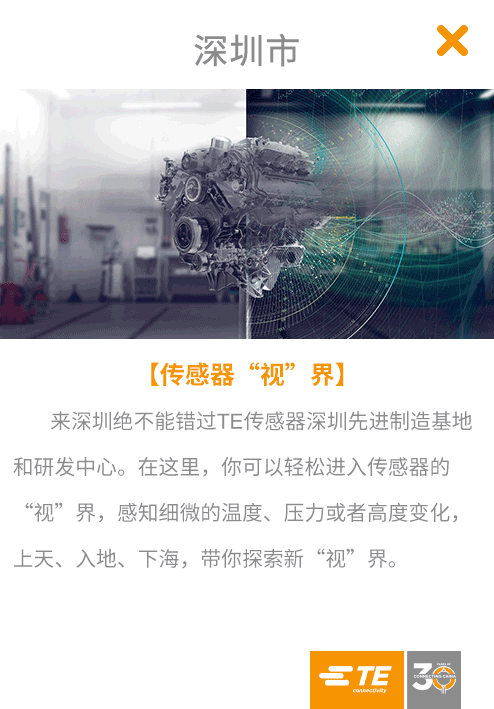 深圳市
【传感器“视”界】
来深圳绝不能错过TE传感器深圳先进制造基地
和研发中心。在这里，你可以轻松进入传感器的
“视”界，感知细微的温度、压力或者高度变化，
上天、入地、下海，带你探索新“视”界。
TE
connectivity
30
YEARS OF
CONNECTING CHINA